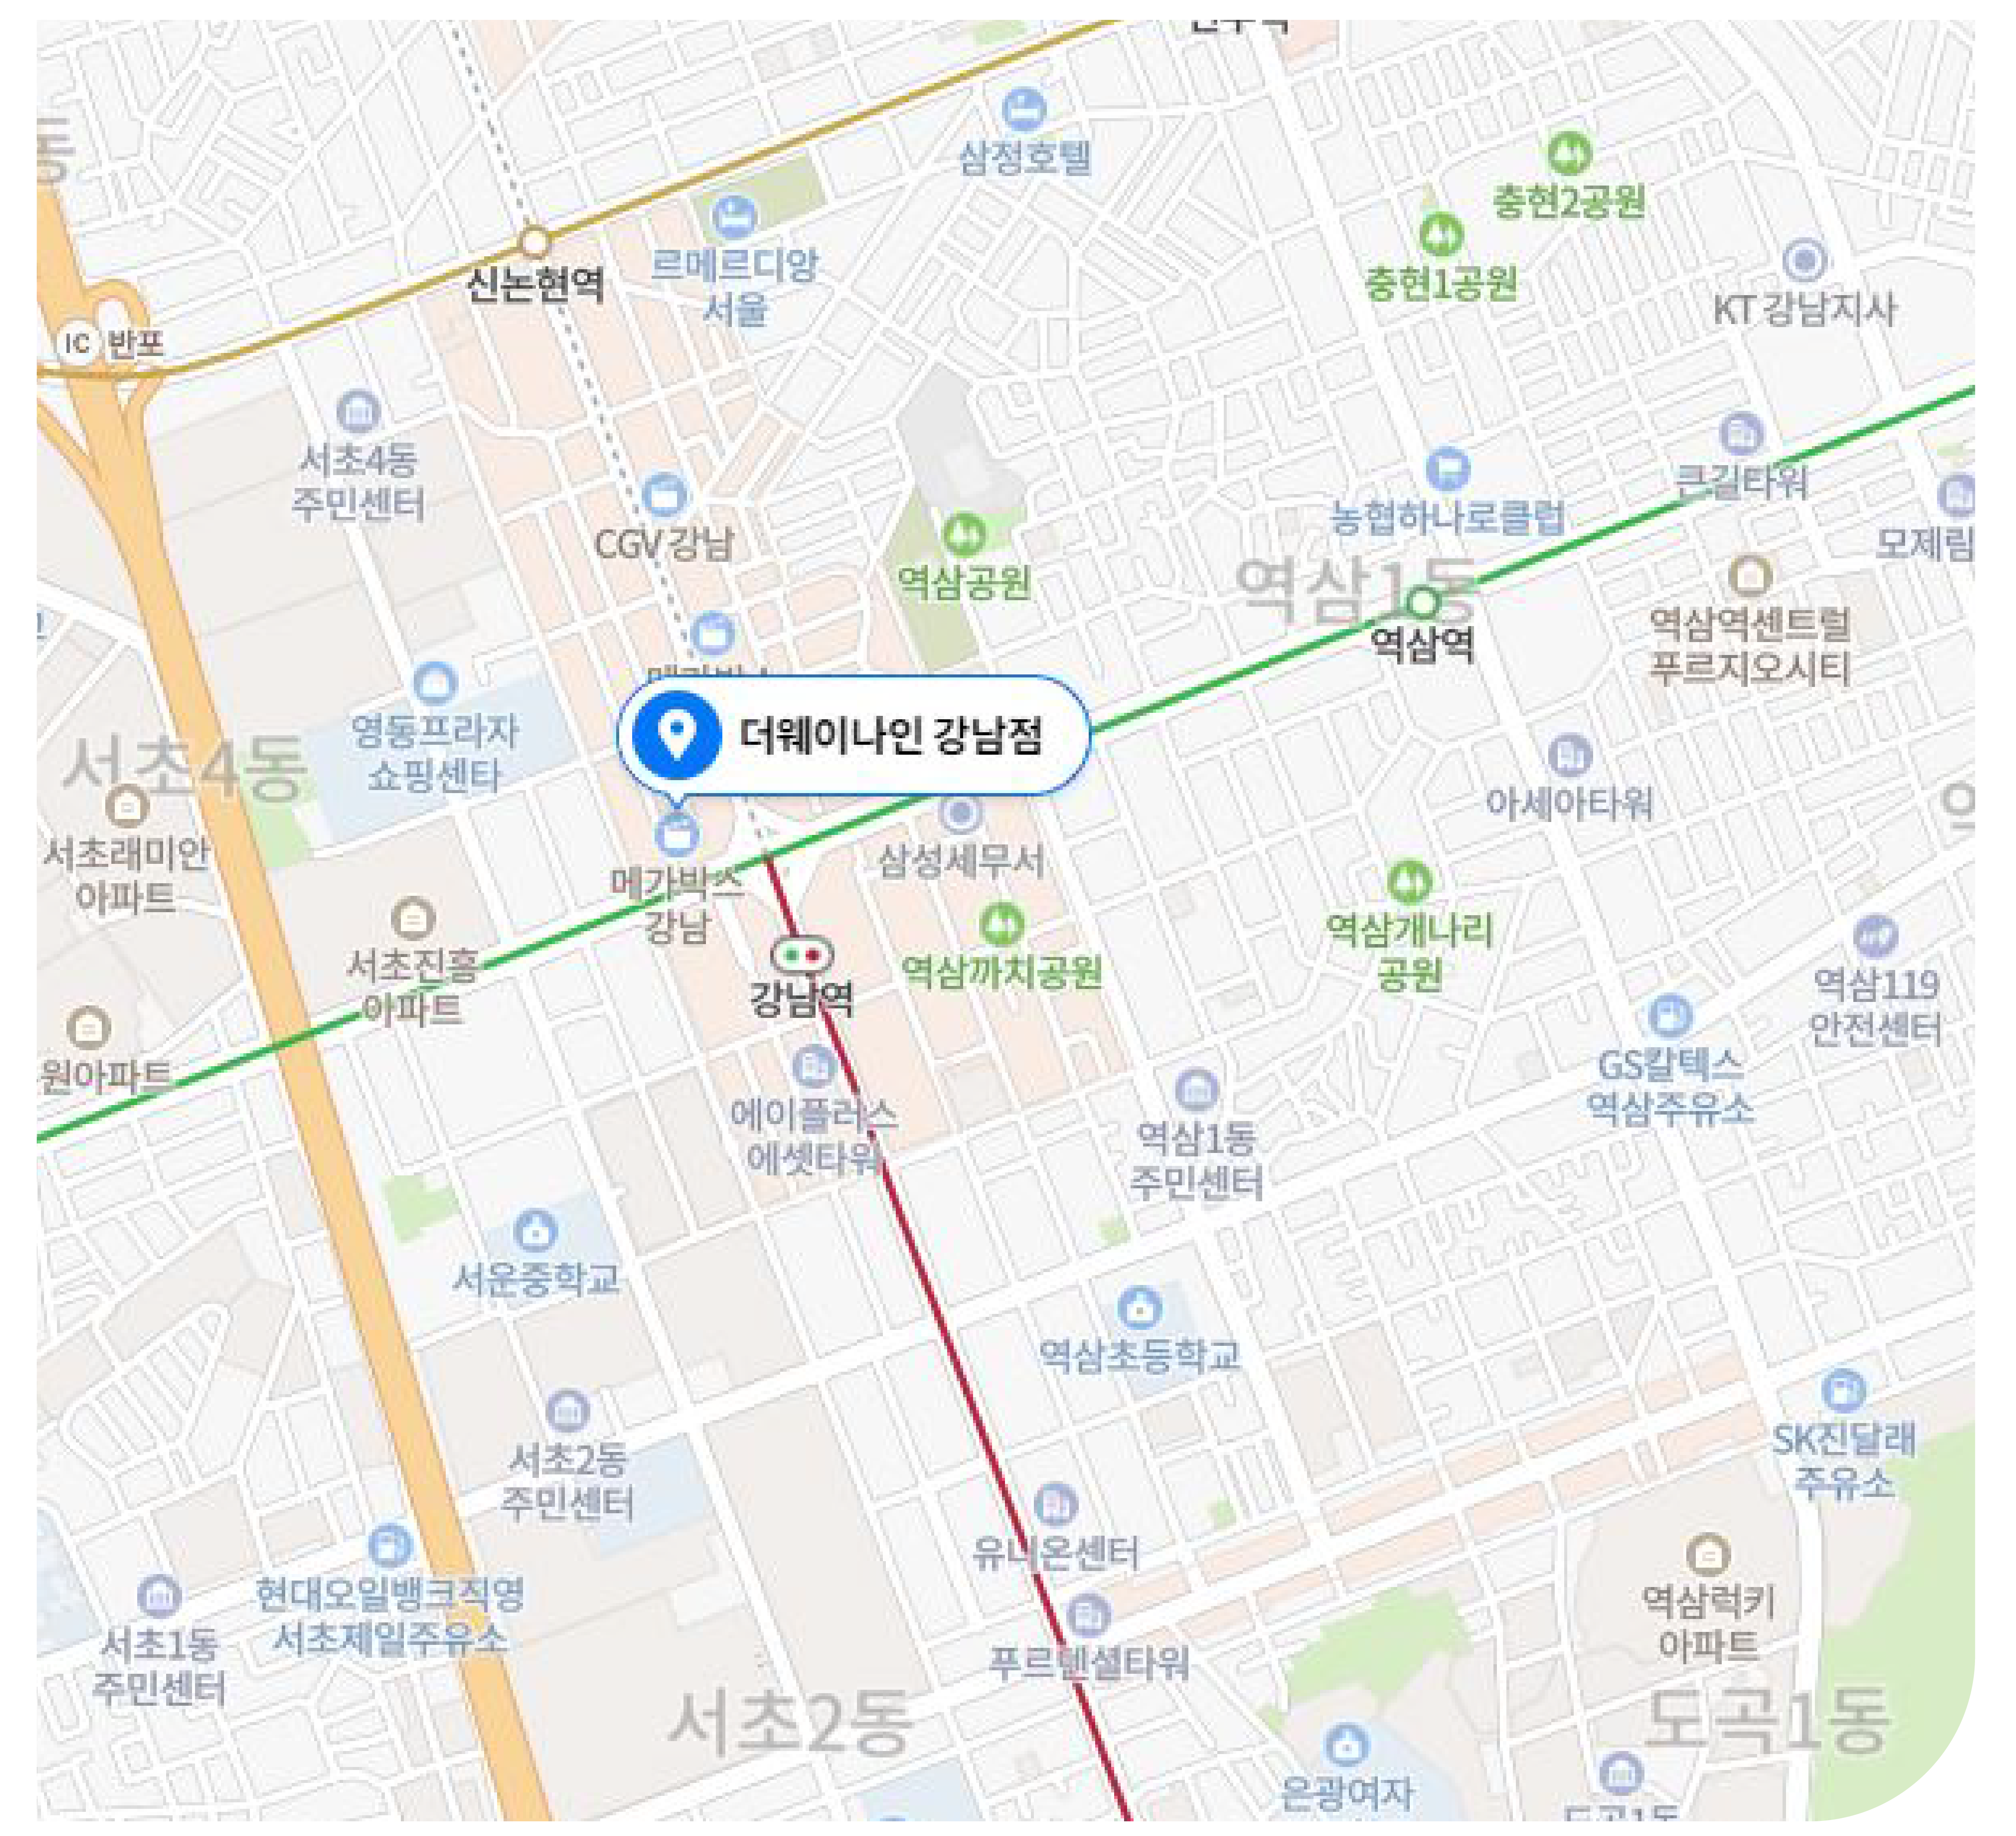 삼정호텔
충현2공원
르메르디앙
서울
충현1공원
신논현역
KT 강남지사
IC 반포
서초4동
주민센터
CGV 강남
농협하나로클럽
큰길타워
모제림
역삼공원
역삼1동
역삼역
역삼역센트럴
푸르지오시티
더웨이나인 강남점
영동프라자
쇼핑센타
서초4동
서초래미안
아파트
메가박스
강남
삼성세무서
아세아타워
서초진흥
아파트
강남역
역삼까치공원
역삼개나리
공원
역삼119
안전센터
원아파트
에이플러스
에셋타워
역삼1동
주민센터
GS칼텍스
역삼주유소
서운중학교
역삼초등학교
서초2동
주민센터
SK진달래
주유소
유니온센터
현대오일뱅크직영
서초제일주유소
서초1동
주민센터
푸르덴셜타워
역삼럭키
아파트
서초2동
도곡1동
은광여자